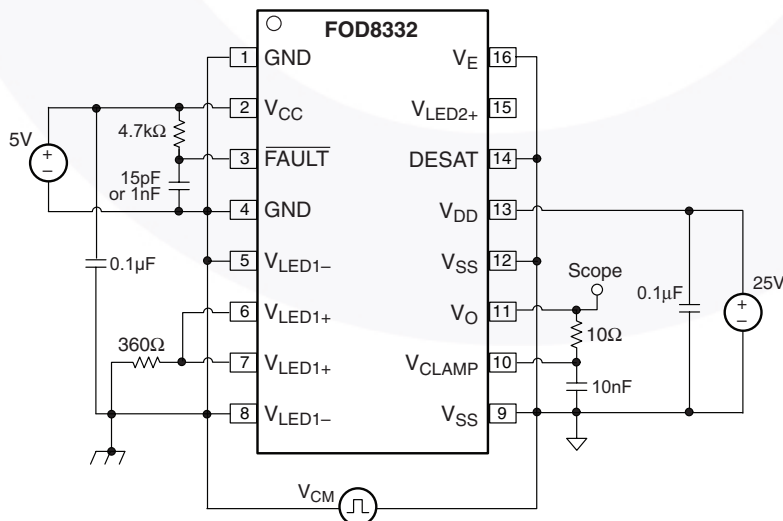 FOD8332
1 GND
VE 16
2 VCC
VLED2+ 15
4.7kΩ
5V
+
–
3 FAULT
DESAT 14
15pF
or 1nF
4 GND
VDD 13
0.1µF
5 VLED1–
VSS 12
Scope
0.1µF
25V
+
–
6 VLED1+
VO 11
10Ω
360Ω
7 VLED1+
VCLAMP 10
10nF
8 VLED1–
VSS 9
VCM